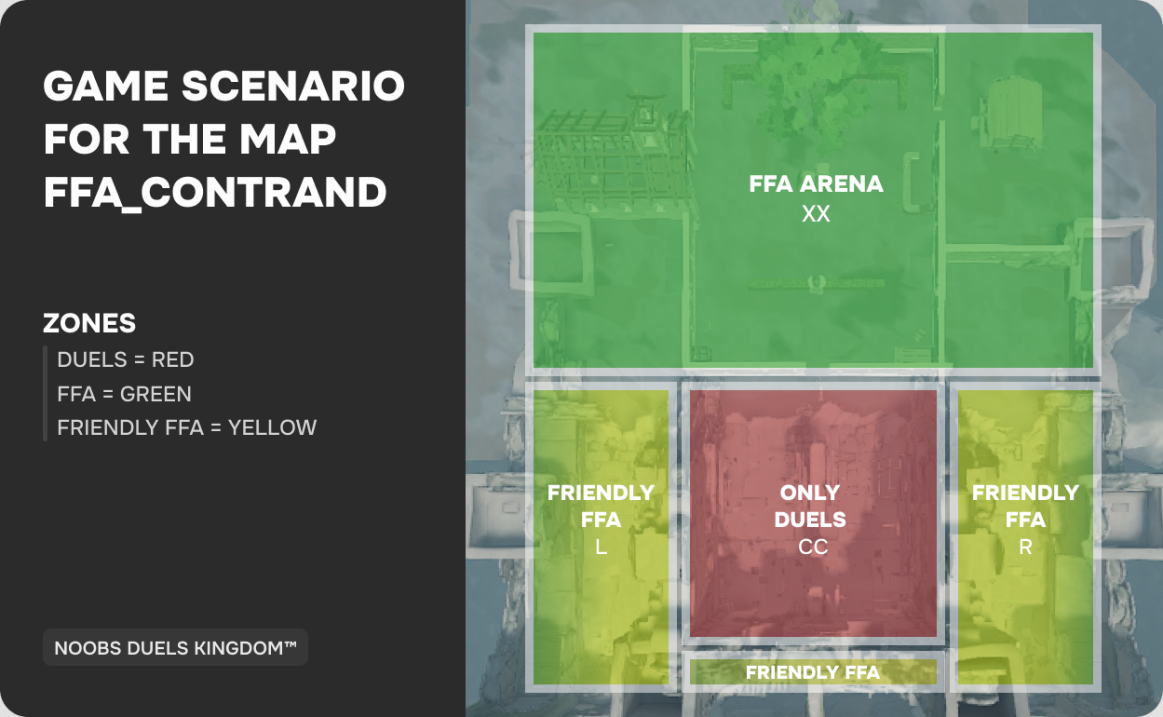 GAME SCENARIO
FOR THE MAP
FFA_CONTRAND
ZONES
DUELS = RED
FFA = GREEN
FRIENDLY FFA = YELLOW
NOOBS DUELS KINGDOM™
FFA ARENA
XX
FRIENDLY
FFA
L
ONLY
DUELS
CC
FRIENDLY
FFA
R
FRIENDLY FFA